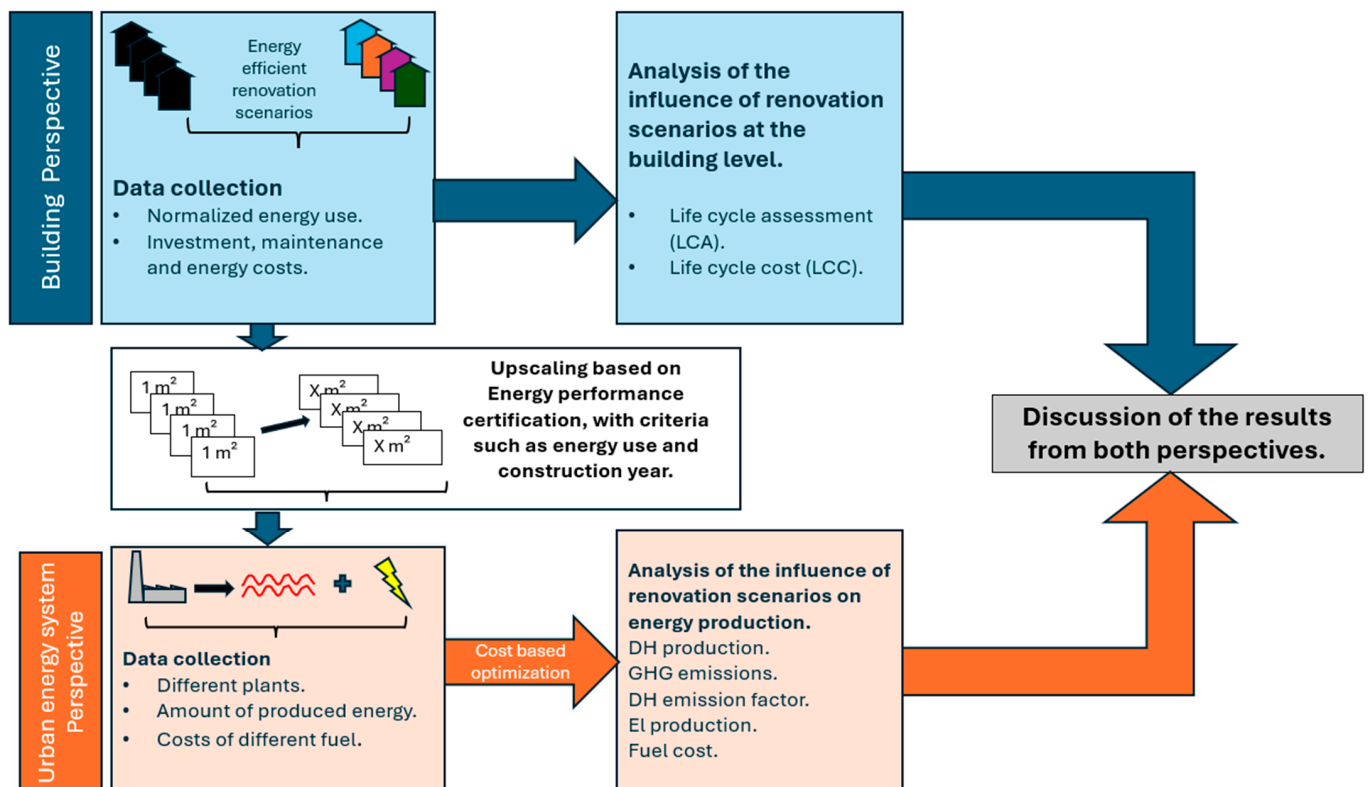 Building Perspective
Energy
efficient
renovation
scenarios
Data collection
• Normalized energy use.
• Investment, maintenance
and energy costs.
Analysis of the
influence of renovation
scenarios at the
building level.
• Life cycle assessment
(LCA).
• Life cycle cost (LCC).
1 m²
1 m²
1 m²
1 m²
X m²
X m²
X m²
X m²
Upscaling based on
Energy performance
certification, with criteria
such as energy use and
construction year.
Discussion of the results
from both perspectives.
Urban energy system
Perspective
Data collection
• Different plants.
• Amount of produced energy.
• Costs of different fuel.
Cost based
optimization
Analysis of the influence of
renovation scenarios on
energy production.
DH production.
GHG emissions.
DH emission factor.
El production.
Fuel cost.